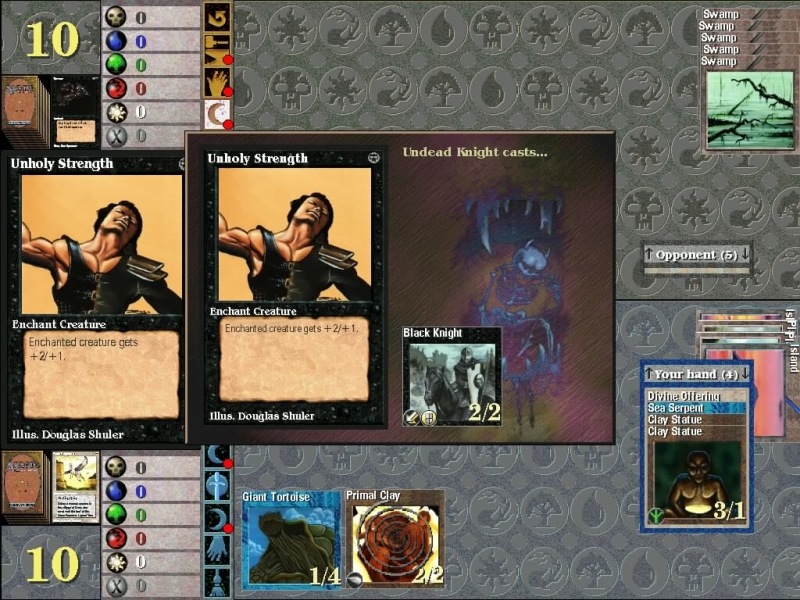 10
0
0
0
0
0
0
Swamp
Swamp
Swamp
Swamp
Swamp
Unholy Strength
Enchant Creature
Enchanted creature gets
+2/+1.
Illus. Douglas Shuler
Unholy Strength
Enchant Creature
Enchanted creature gets +2/+1.
Illus. Douglas Shuler
Undead Knight casts...
Black Knight
2/2
Opponent (5)
Island
Your hand (4)
Divine Offering
Sea Serpent
Clay Statue
Clay Statue
3/1
10
0
0
0
0
0
0
Giant Tortoise
1/4
Primal Clay
2/2